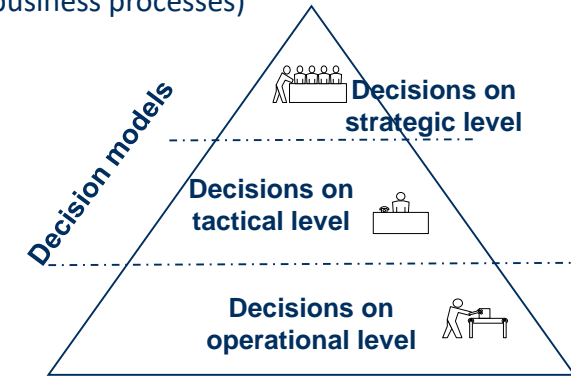 business processes)
Decisions on
strategic level
Decision models
Decisions on
tactical level
Decisions on
operational level